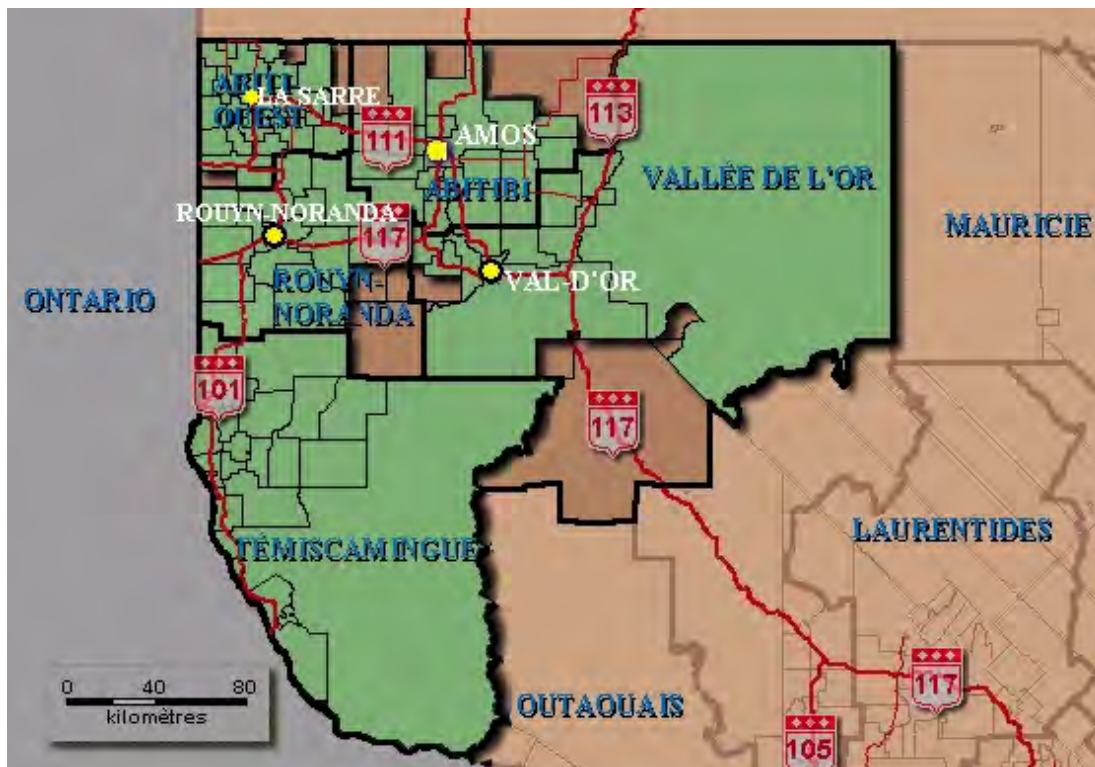 ABITIBI
OUEST
LA SARRE
111
AMOS
ABITIBI
113
VALLÉE DE L'OR
MAURICIE
ROUYN-NORANDA
117
ROUYN-
NORANDA
VAL-D'OR
ONTARIO
101
117
TÉMISCAMINGUE
LAURENTIDES
OUTAOUAIS
117
105
0 40 80
kilomètres